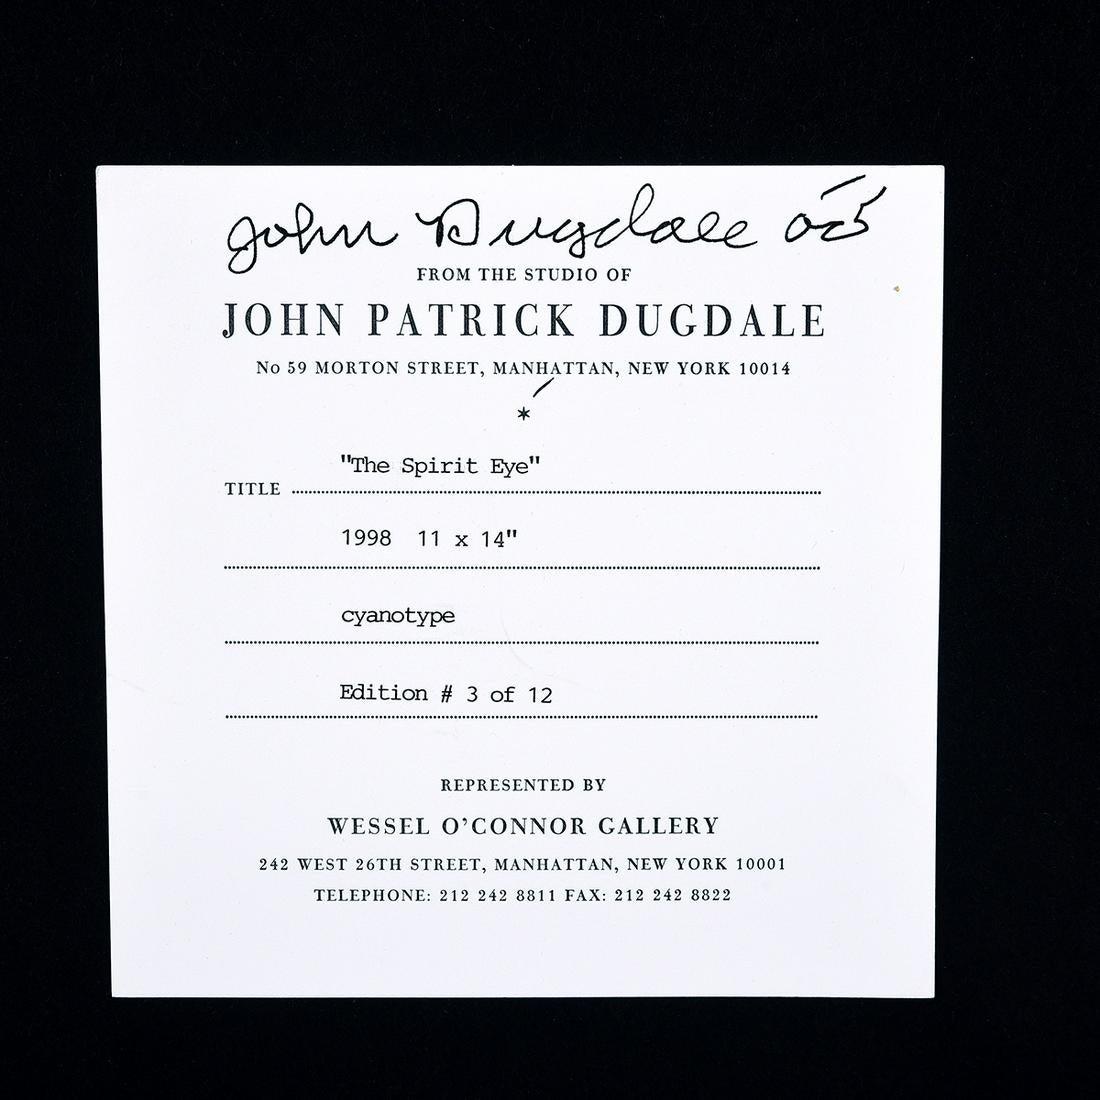 John Dugdale 05
FROM THE STUDIO OF
JOHN PATRICK DUGDALE
No 59 MORTON STREET, MANHATTAN, NEW YORK 10014
*
"The Spirit Eye"
TITLE
1998 11 x 14"
cyanotype
Edition # 3 of 12
REPRESENTED BY
WESSEL O'CONNOR GALLERY
242 WEST 26TH STREET, MANHATTAN, NEW YORK 10001
TELEPHONE: 212 242 8811 FAX: 212 242 8822